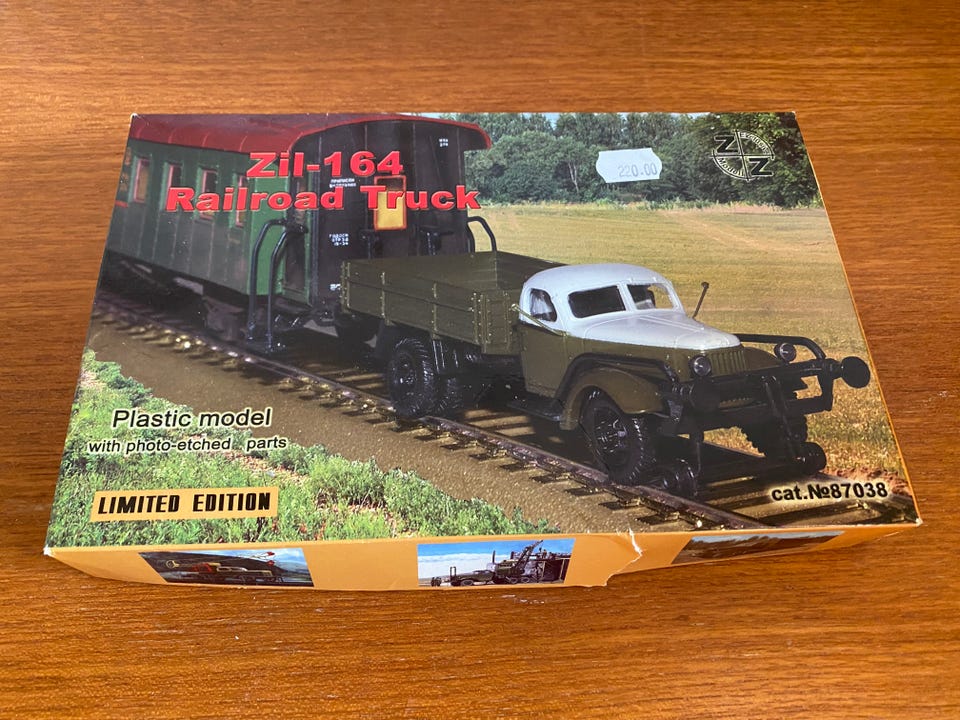 Zil-164
Railroad Truck
220.00
Z Z
Plastic model
with photo-etched parts
LIMITED EDITION
cat.№87038